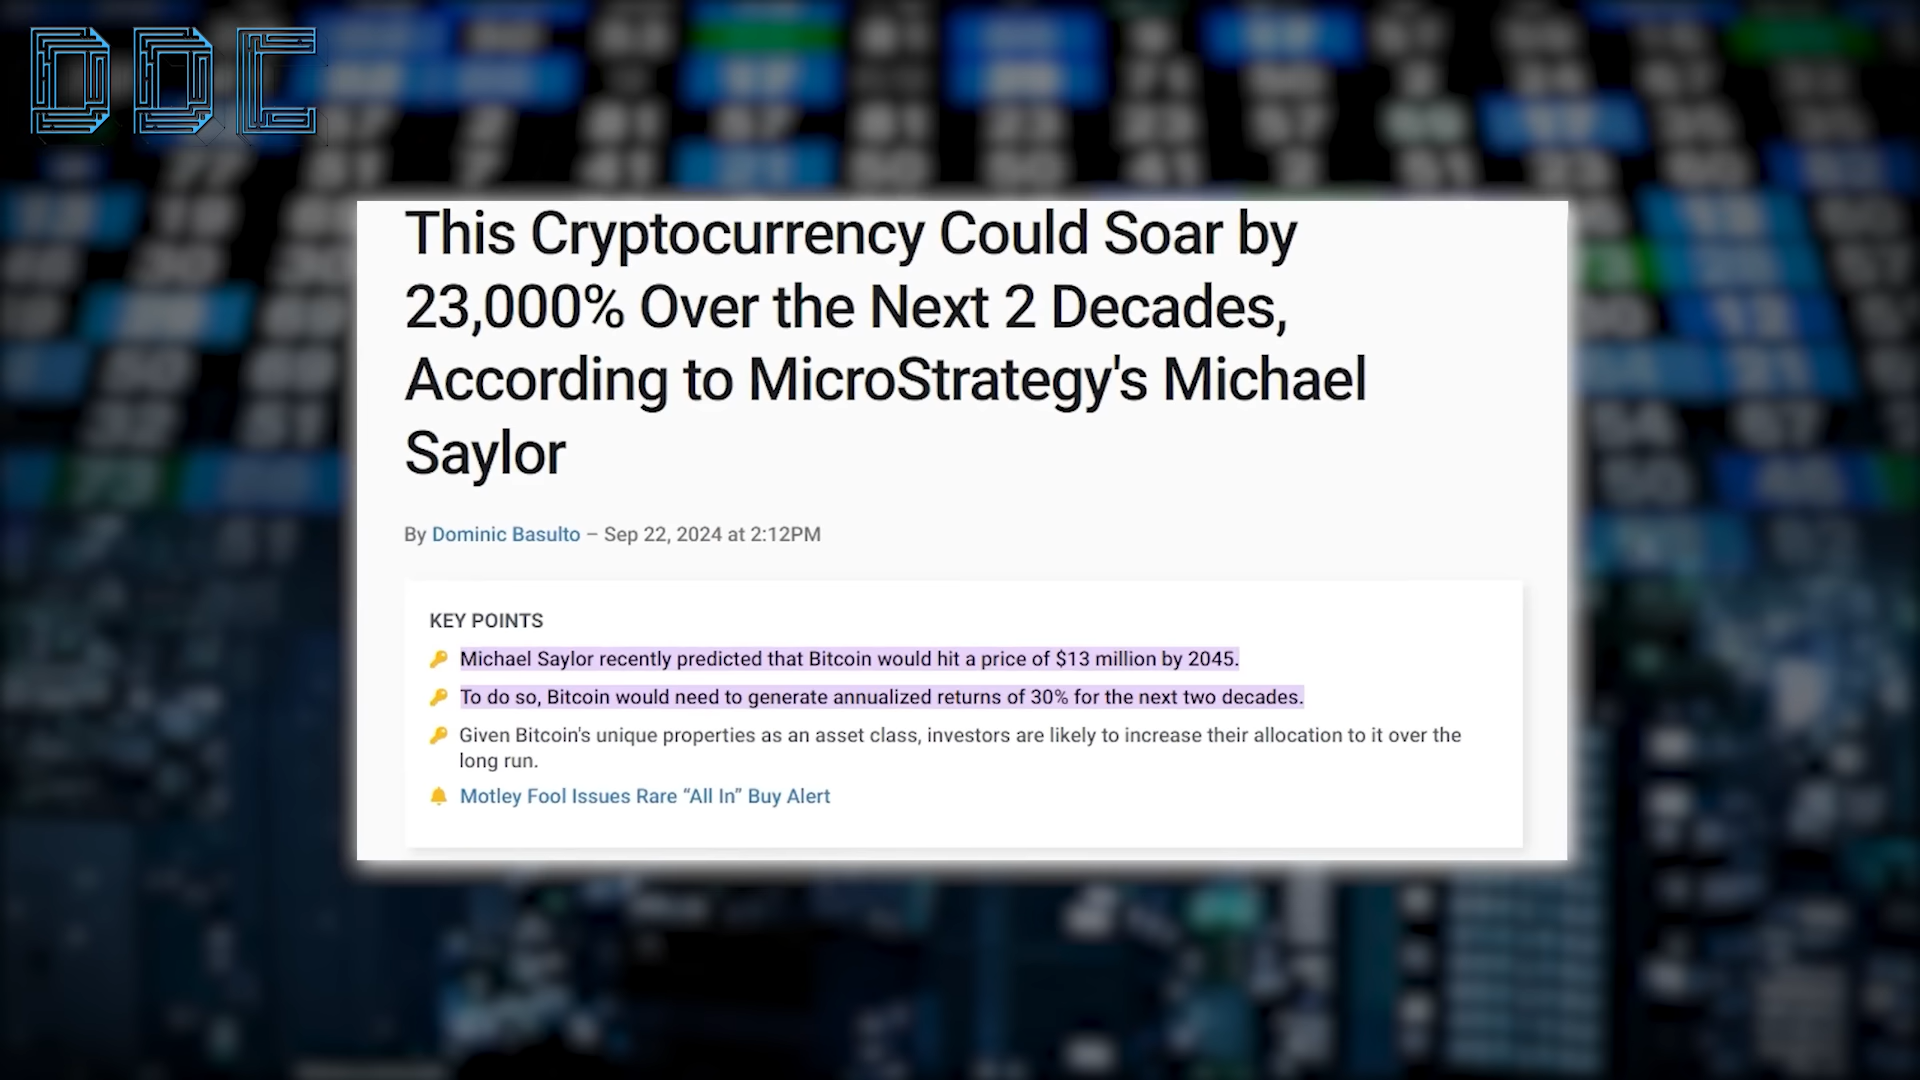 DDC
This Cryptocurrency Could Soar by
23,000% Over the Next 2 Decades,
According to MicroStrategy's Michael
Saylor
By Dominic Basulto – Sep 22, 2024 at 2:12PM
KEY POINTS
Michael Saylor recently predicted that Bitcoin would hit a price of $13 million by 2045.
To do so, Bitcoin would need to generate annualized returns of 30% for the next two decades.
Given Bitcoin's unique properties as an asset class, investors are likely to increase their allocation to it over the
long run.
Motley Fool Issues Rare “All In” Buy Alert